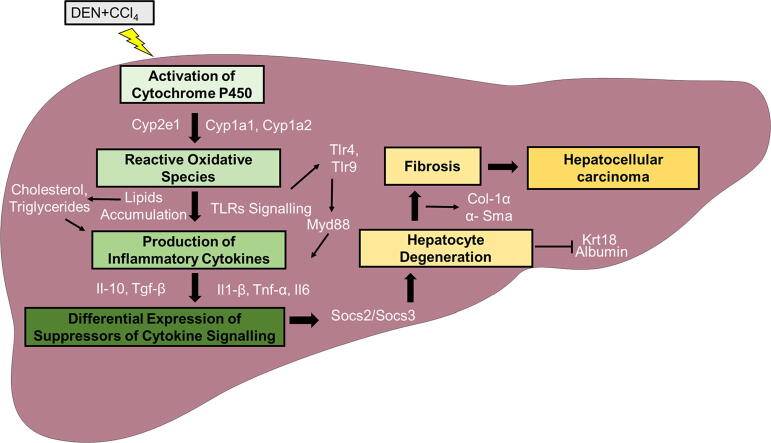 DEN+CCl₄
Activation of
Cytochrome P450
Cyp2e1
Cyp1a1, Cyp1a2
Reactive Oxidative
Species
Cholesterol,
Triglycerides
Lipids
Accumulation
TLRs Signalling
Tlr4,
Tlr9
Myd88
Production of
Inflammatory Cytokines
Il-10, Tgf-β
Il1-β, Tnf-α, Il6
Differential Expression of
Suppressors of Cytokine Signalling
Socs2/Socs3
Hepatocyte
Degeneration
Krt18
Albumin
Col-1α
α- Sma
Fibrosis
Hepatocellular
carcinoma